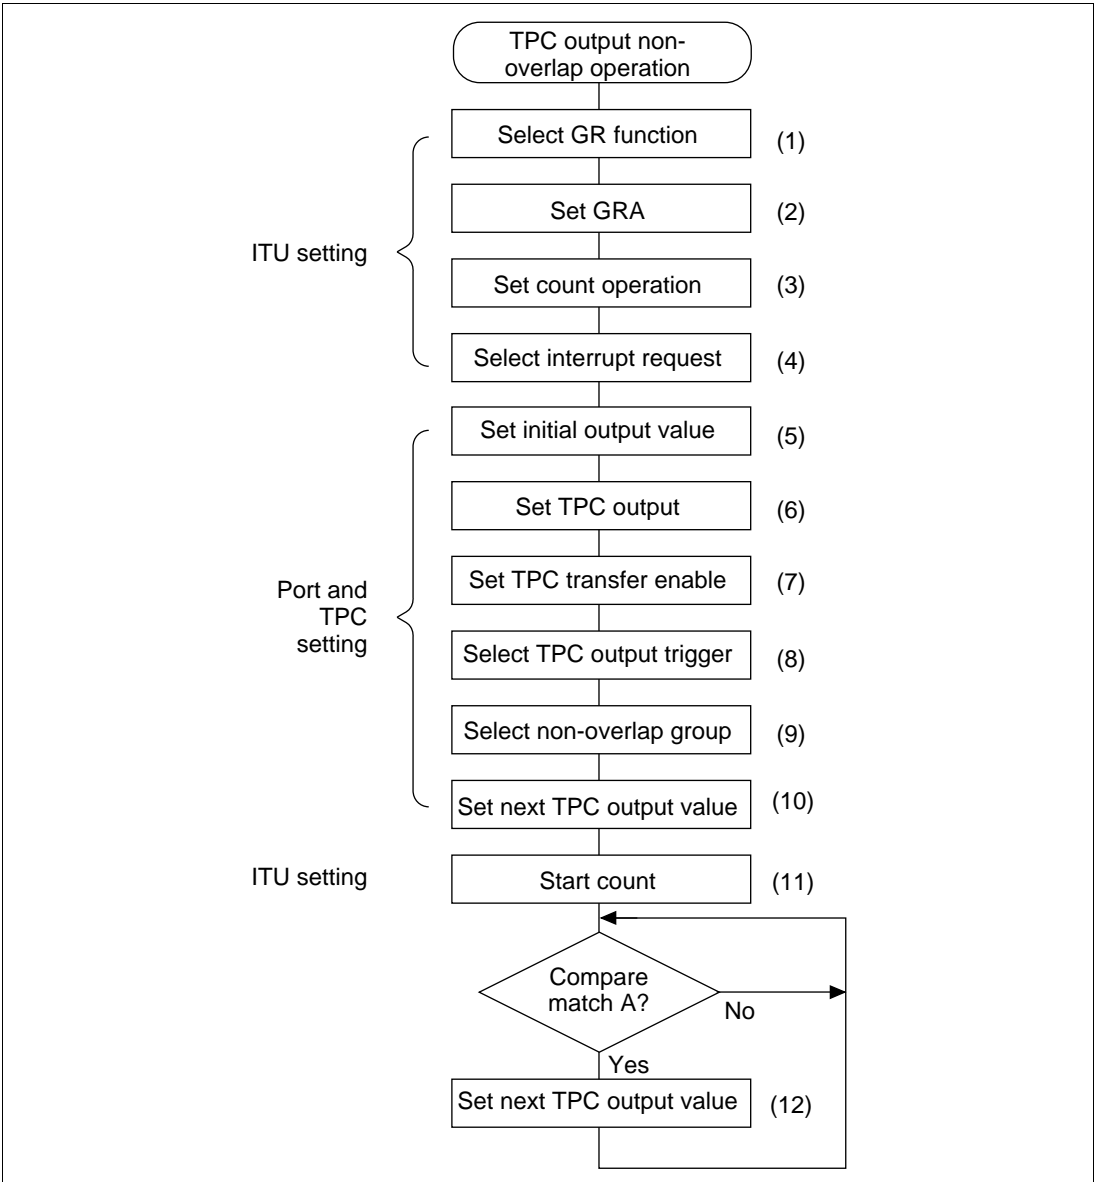 TPC output non-
overlap operation
Select GR function
(1)
Set GRA
(2)
ITU setting
Set count operation
(3)
Select interrupt request
(4)
Set initial output value
(5)
Set TPC output
(6)
Port and
TPC
setting
Set TPC transfer enable
(7)
Select TPC output trigger
(8)
Select non-overlap group
(9)
Set next TPC output value
(10)
ITU setting
Start count
(11)
Compare
match A?
No
Yes
Set next TPC output value
(12)